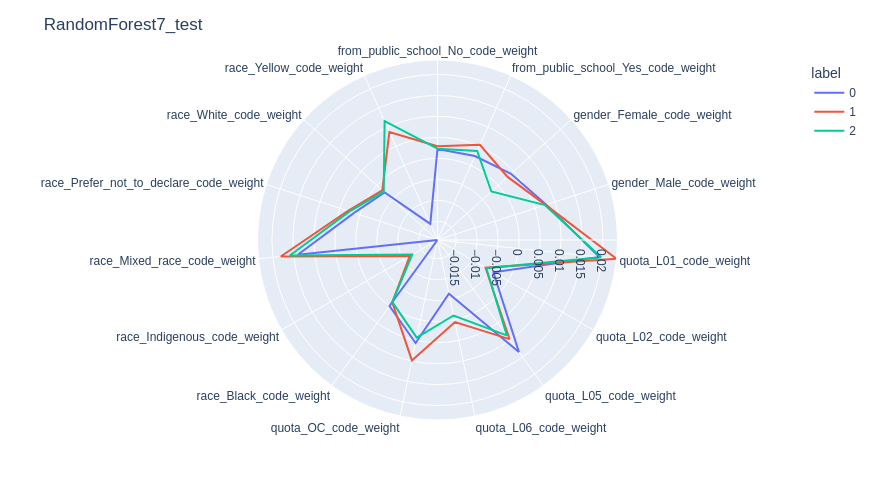 RandomForest7_test
from_public_school_No_code_weight
race_Yellow_code_weight
from_public_school_Yes_code_weight
label
0
1
2
race_White_code_weight
gender_Female_code_weight
race_Prefer_not_to_declare_code_weight
gender_Male_code_weight
race_Mixed_race_code_weight
−0.015
−0.01
−0.005
0
0.005
0.01
0.015
0.02
quota_L01_code_weight
race_Indigenous_code_weight
quota_L02_code_weight
race_Black_code_weight
quota_L05_code_weight
quota_OC_code_weight
quota_L06_code_weight